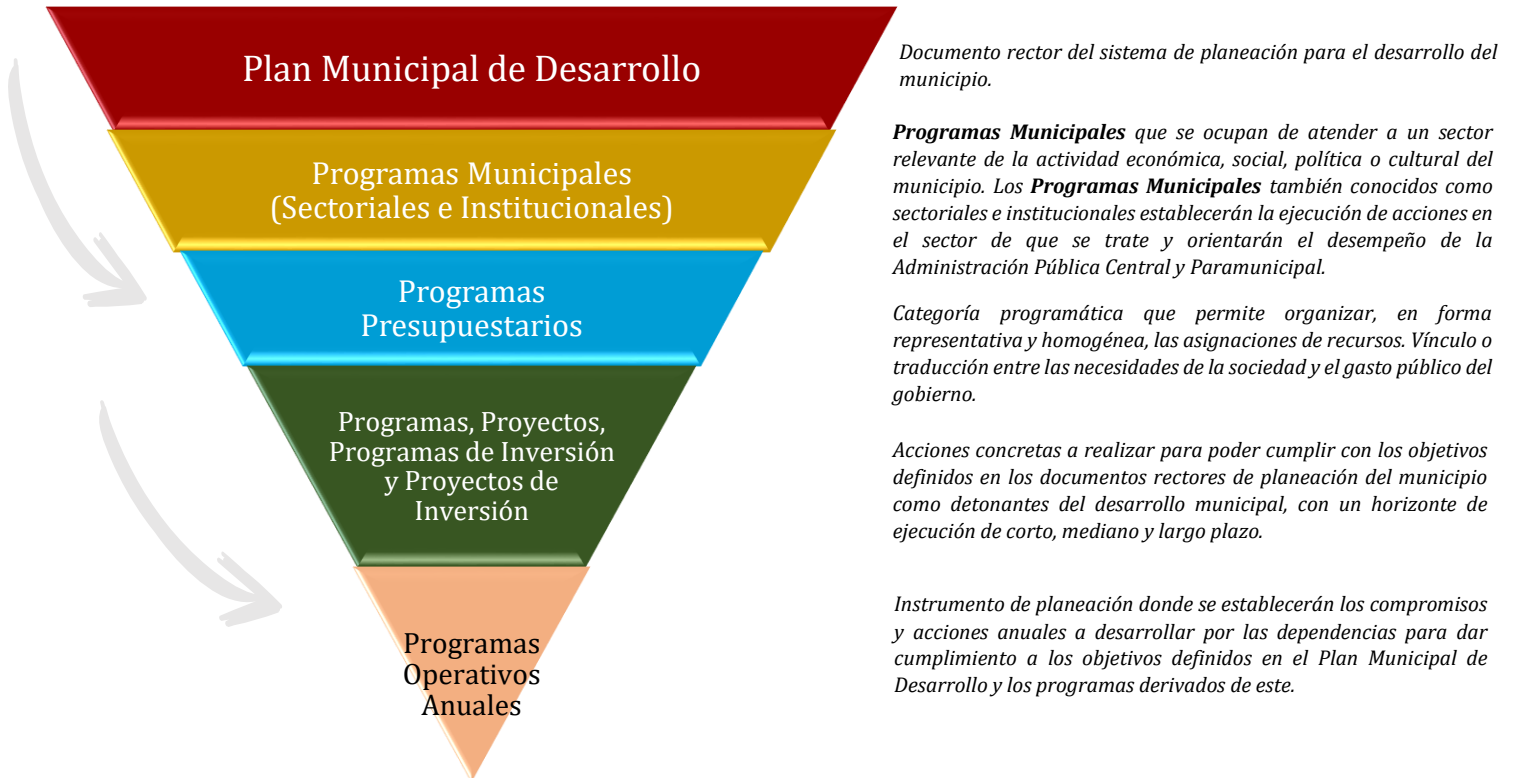 Plan Municipal de Desarrollo
Documento rector del sistema de planeación para el desarrollo del
municipio.
Programas Municipales
(Sectoriales e Institucionales)
Programas Municipales que se ocupan de atender a un sector
relevante de la actividad económica, social, política o cultural del
municipio. Los Programas Municipales también conocidos como
sectoriales e institucionales establecerán la ejecución de acciones en
el sector de que se trate y orientarán el desempeño de la
Administración Pública Central y Paramunicipal.
Programas
Presupuestarios
Categoría programática que permite organizar, en forma
representativa y homogénea, las asignaciones de recursos. Vínculo o
traducción entre las necesidades de la sociedad y el gasto público del
gobierno.
Programas, Proyectos,
Programas de Inversión
y Proyectos de
Inversión
Acciones concretas a realizar para poder cumplir con los objetivos
definidos en los documentos rectores de planeación del municipio
como detonantes del desarrollo municipal, con un horizonte de
ejecución de corto, mediano y largo plazo.
Programas
Operativos
Anuales
Instrumento de planeación donde se establecerán los compromisos
y acciones anuales a desarrollar por las dependencias para dar
cumplimiento a los objetivos definidos en el Plan Municipal de
Desarrollo y los programas derivados de este.